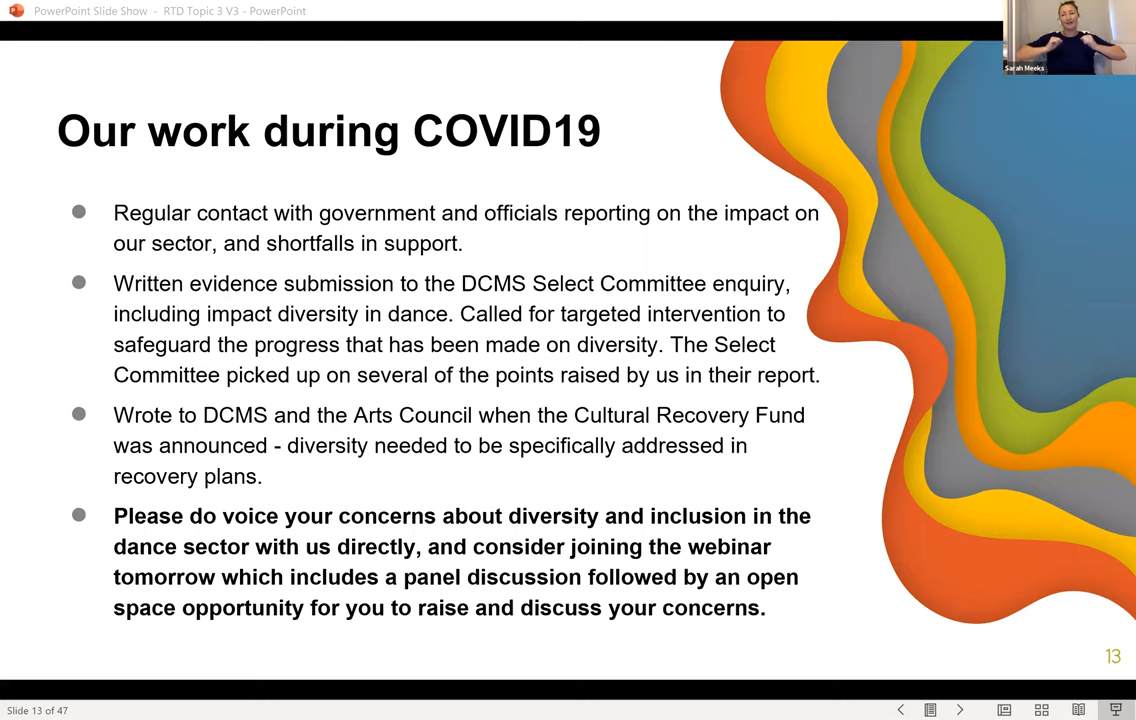 PowerPoint Slide Show - RTD Topic 3 V3 - PowerPoint
Sarah Meeks
Our work during COVID19
Regular contact with government and officials reporting on the impact on
our sector, and shortfalls in support.
Written evidence submission to the DCMS Select Committee enquiry,
including impact diversity in dance. Called for targeted intervention to
safeguard the progress that has been made on diversity. The Select
Committee picked up on several of the points raised by us in their report.
Wrote to DCMS and the Arts Council when the Cultural Recovery Fund
was announced - diversity needed to be specifically addressed in
recovery plans.
Please do voice your concerns about diversity and inclusion in the
dance sector with us directly, and consider joining the webinar
tomorrow which includes a panel discussion followed by an open
space opportunity for you to raise and discuss your concerns.
13
Slide 13 of 47